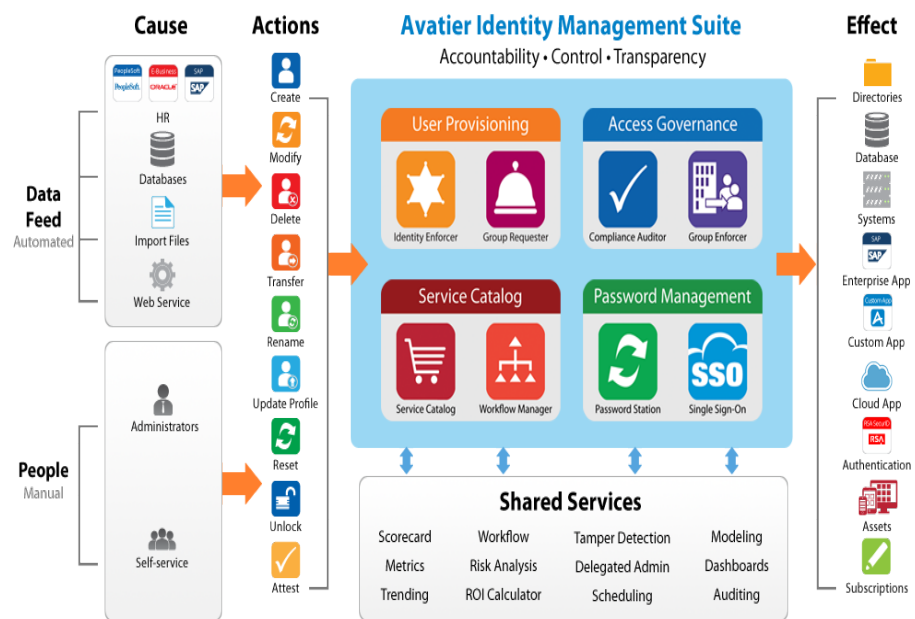 Cause
Actions
Avatier Identity Management Suite
Accountability • Control • Transparency
Effect
PeopleSoft
PeopleSoft.
E-Business
ORACLE
SAP
SAP
HR
Databases
Import Files
Web Service
Data
Feed
Automated
Administrators
Self-service
People
Manual
Create
Modify
Delete
Transfer
Rename
Update Profile
Reset
Unlock
Attest
User Provisioning
Identity Enforcer
Group Requester
Access Governance
Compliance Auditor
Group Enforcer
Service Catalog
Service Catalog
Workflow Manager
Password Management
SSO
Password Station
Single Sign-On
Shared Services
Scorecard
Workflow
Tamper Detection
Modeling
Metrics
Risk Analysis
Delegated Admin
Dashboards
Trending
ROI Calculator
Scheduling
Auditing
Directories
Database
Systems
SAP
SAP
Enterprise App
Custom App
A
Custom App
Cloud App
RSA SecurID
RSA
Authentication
Assets
Subscriptions